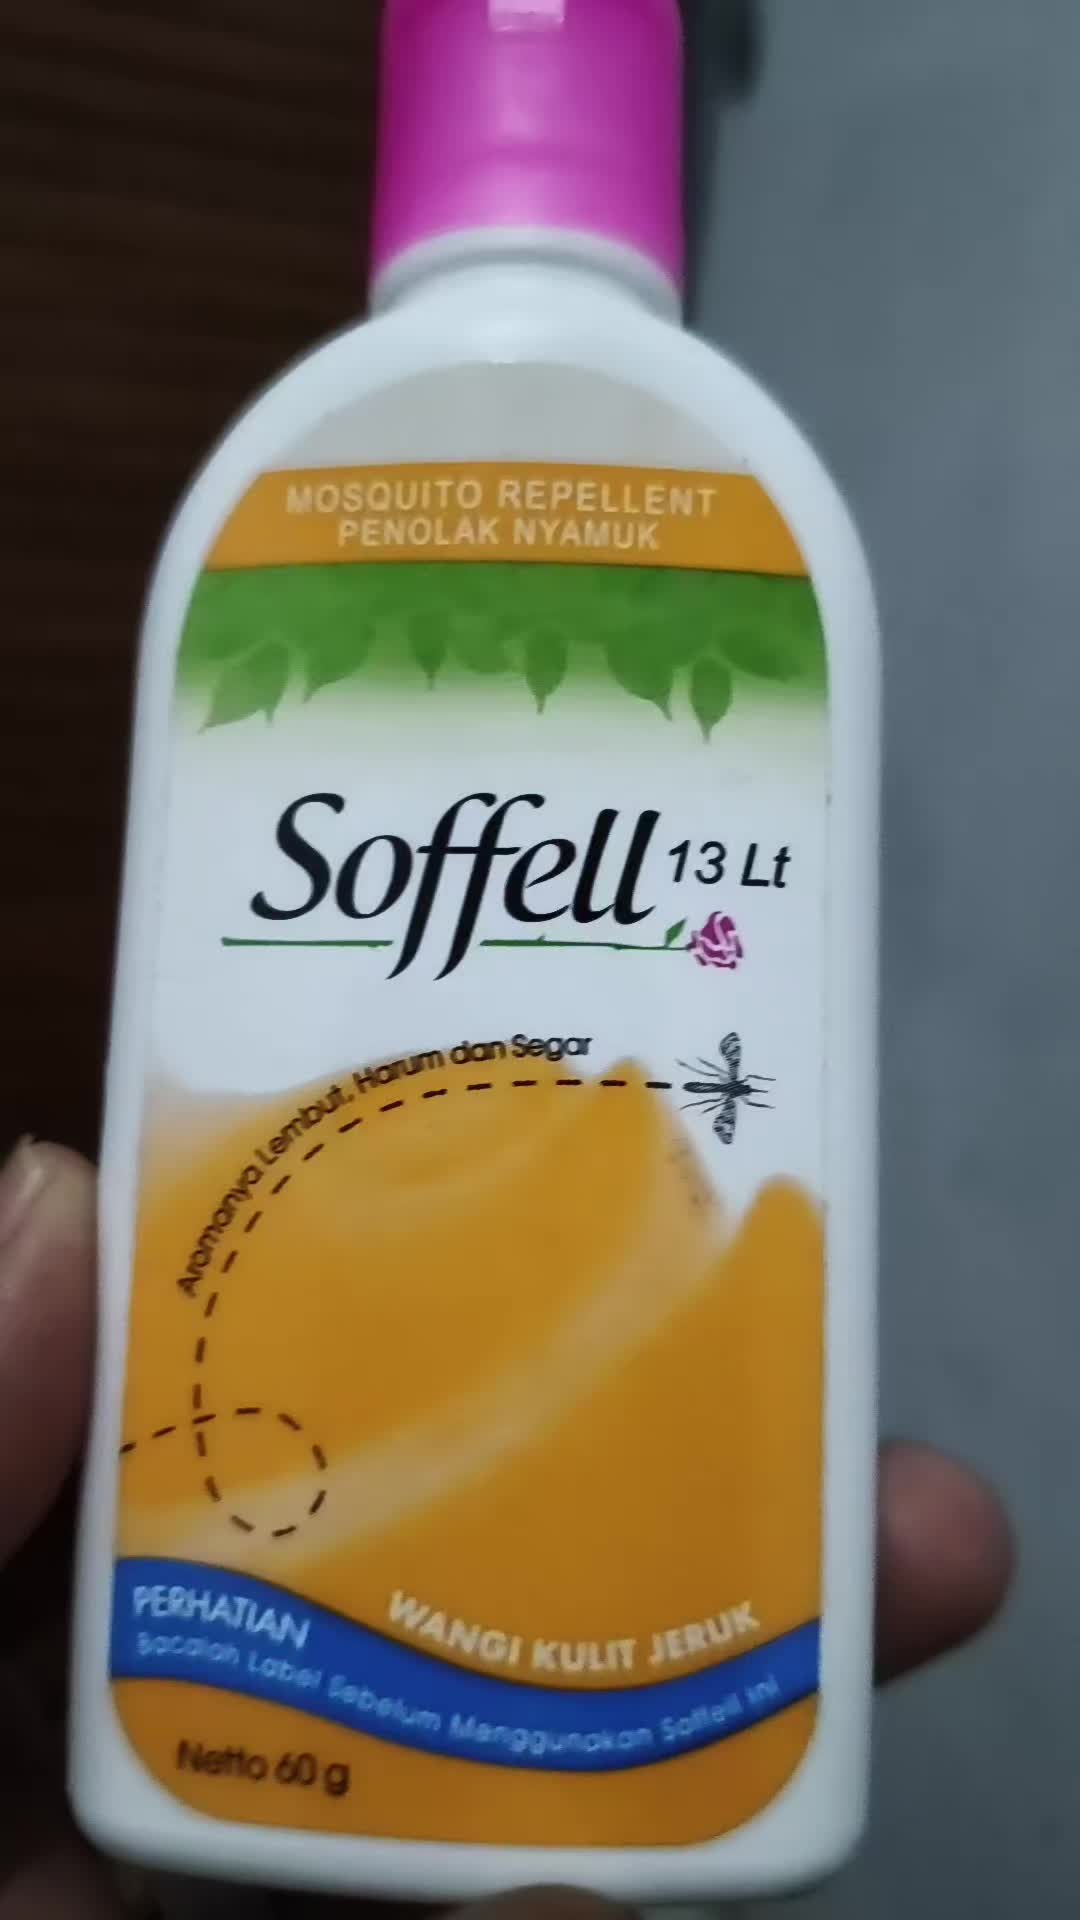 MOSQUITO REPELLENT
PENOLAK NYAMUK
Soffell 13 Lt
Aromanya Lembut, Harum dan Segar
WANGI KULIT JERUK
PERHATIAN
Bacalah Label Sebelum Menggunakan Soffell Ini
Netto 60 g